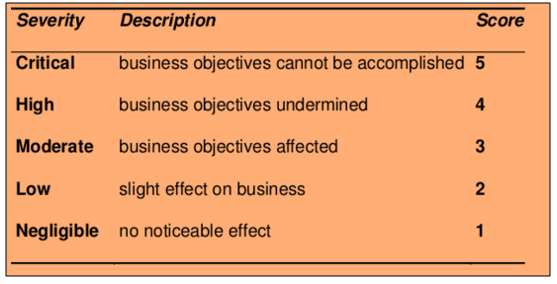 Severity Description Score
Critical business objectives cannot be accomplished 5
High business objectives undermined 4
Moderate business objectives affected 3
Low slight effect on business 2
Negligible no noticeable effect 1